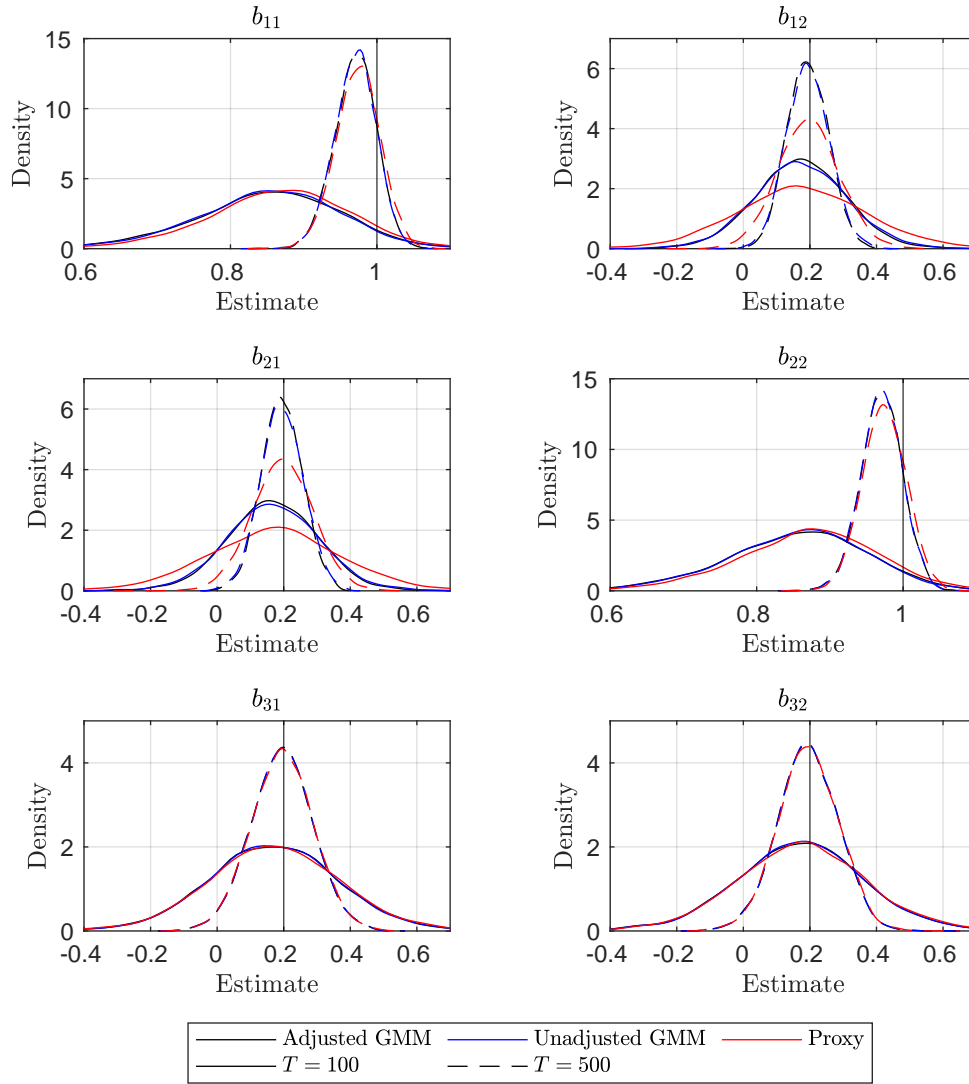 b11
b12
15
10
5
0
Density
0.6
0.8
1
Estimate
6
4
2
0
Density
-0.4
-0.2
0
0.2
0.4
0.6
Estimate
b21
b22
6
4
2
0
Density
-0.4
-0.2
0
0.2
0.4
0.6
Estimate
15
10
5
0
Density
0.6
0.8
1
Estimate
b31
b32
4
2
0
Density
-0.4
-0.2
0
0.2
0.4
0.6
Estimate
4
2
0
Density
-0.4
-0.2
0
0.2
0.4
0.6
Estimate
Adjusted GMM Unadjusted GMM Proxy
T = 100 T = 500